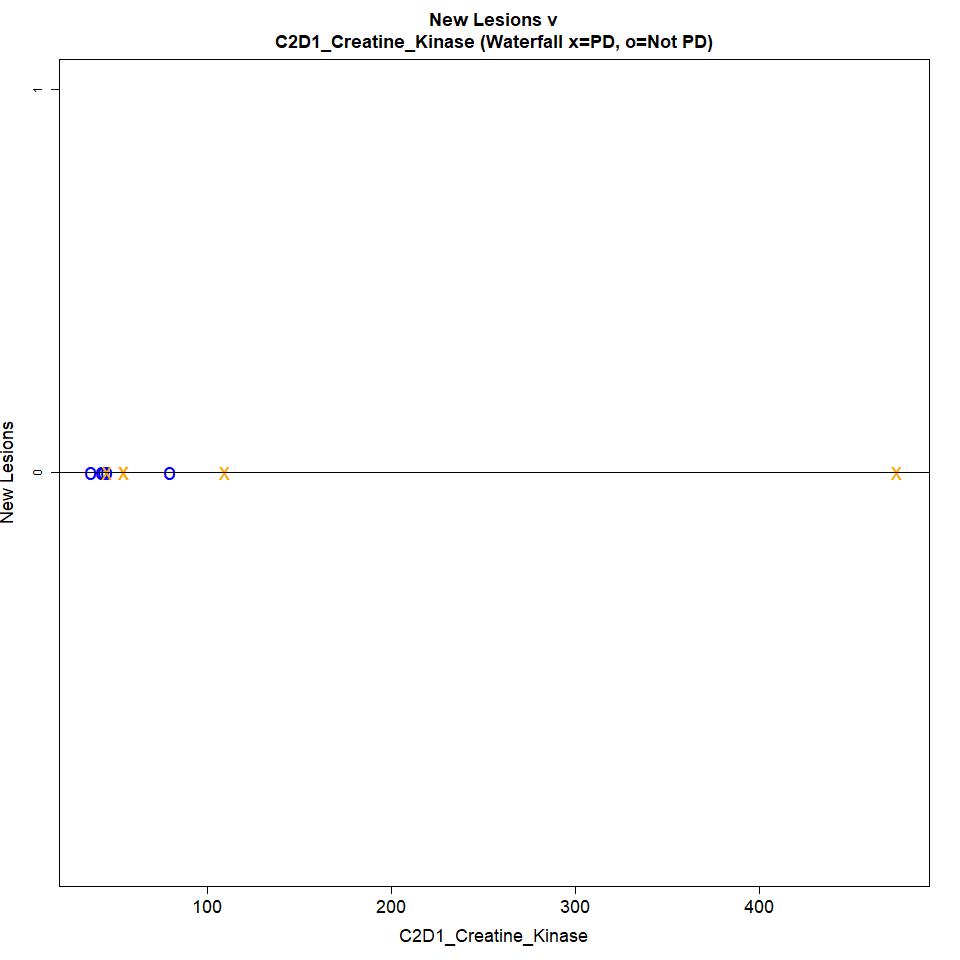 New Lesions v
C2D1_Creatine_Kinase (Waterfall x=PD, o=Not PD)
1
New Lesions
0
O O O O X X O X X
100 200 300 400
C2D1_Creatine_Kinase